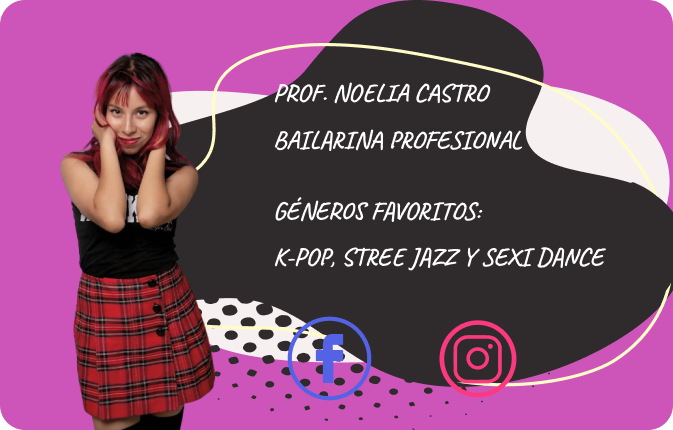 PROF. NOELIA CASTRO
BAILARINA PROFESIONAL
GÉNEROS FAVORITOS:
K-POP, STREE JAZZ Y SEXI DANCE